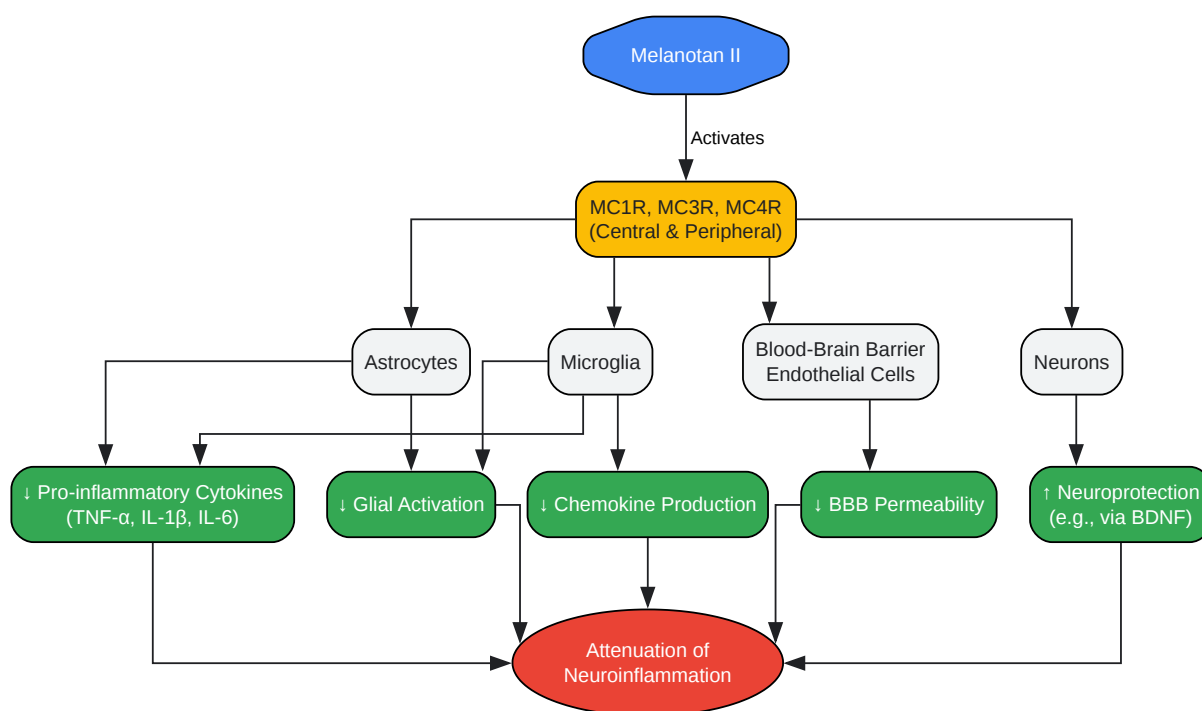 Melanotan II
Activates
MC1R, MC3R, MC4R
(Central & Peripheral)
Astrocytes
Microglia
Blood-Brain Barrier
Endothelial Cells
Neurons
↓ Pro-inflammatory Cytokines
(TNF-α, IL-1β, IL-6)
↓ Glial Activation
↓ Chemokine Production
↓ BBB Permeability
↑ Neuroprotection
(e.g., via BDNF)
Attenuation of
Neuroinflammation